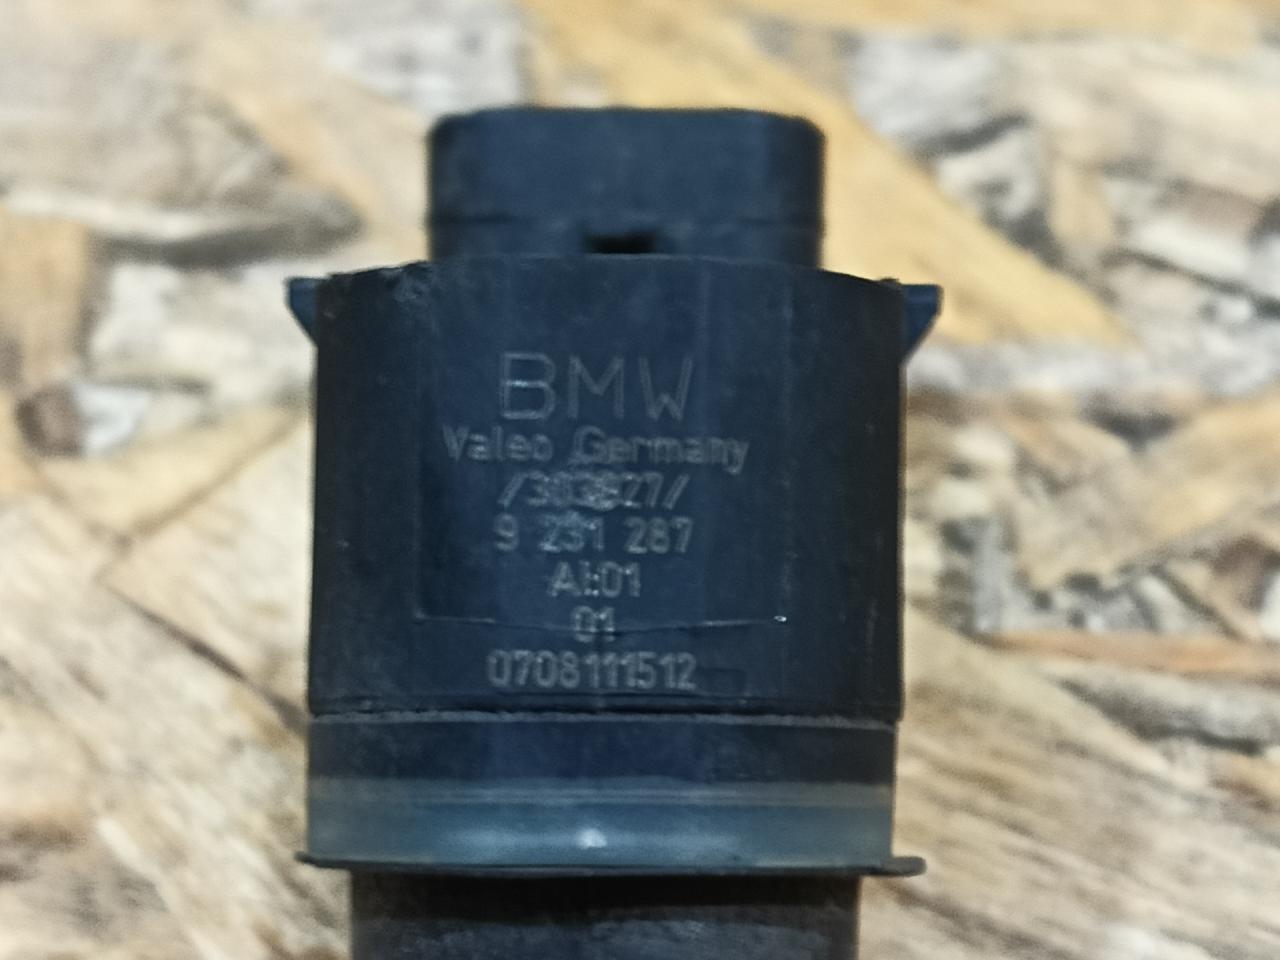 BMW
Valeo Germany
9 231 287
AI:01
01
0708111512